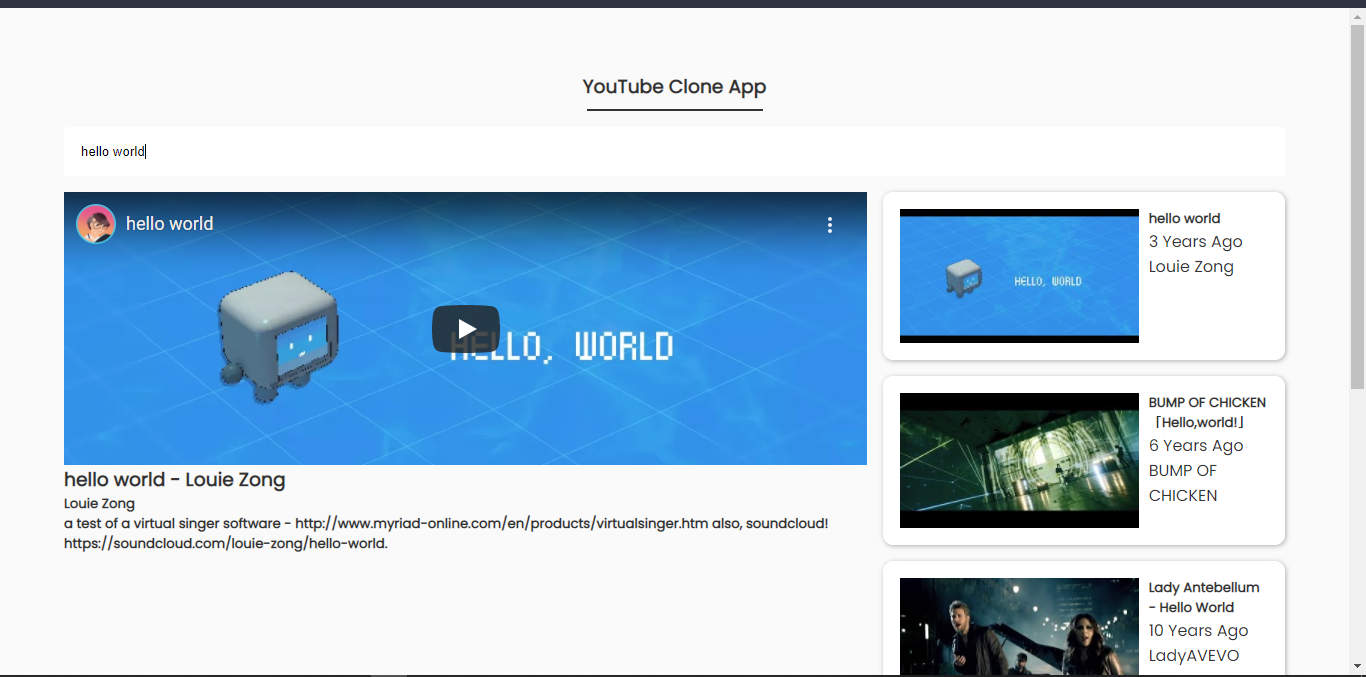 YouTube Clone App
hello world
hello world
HELLO, WORLD
hello world - Louie Zong
Louie Zong
a test of a virtual singer software - http://www.myriad-online.com/en/products/virtualsinger.htm also, soundcloud!
https://soundcloud.com/louie-zong/hello-world.
hello world
3 Years Ago
Louie Zong
HELLO, WORLD
BUMP OF CHICKEN
「Hello,world!」
6 Years Ago
BUMP OF
CHICKEN
Lady Antebellum
- Hello World
10 Years Ago
LadyAVEVO